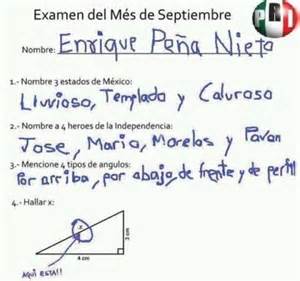 Examen del Més de Septiembre
PRI
Nombre: Enrique Peña Nieto
1.- Nombre 3 estados de México:
Lluvioso, Templado y Caluroso
2.- Nombre a 4 heroes de la Independencia:
Jose, Maria, Morelos y Pavon
3.- Mencione 4 tipos de angulos:
Por arriba, por abajo, de frente y de perfil
4.- Hallar x:
x
3 cm
4 cm
AQUI ESTA!!